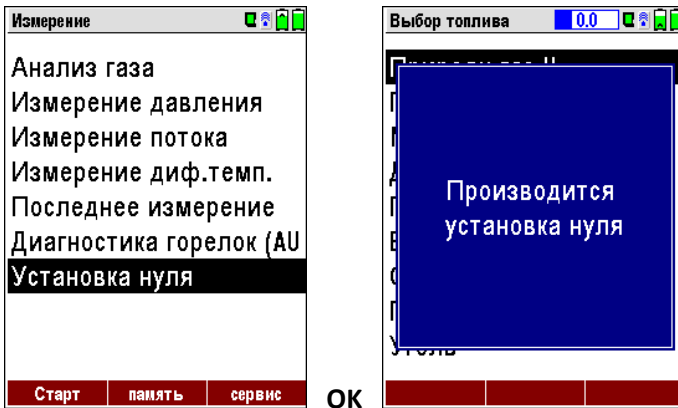 Измерение
Анализ газа
Измерение давления
Измерение потока
Измерение диф.темп.
Последнее измерение
Диагностика горелок (AU
Установка нуля
Старт память сервис
OK
Выбор топлива 0.0
Производится
установка нуля
Уголь